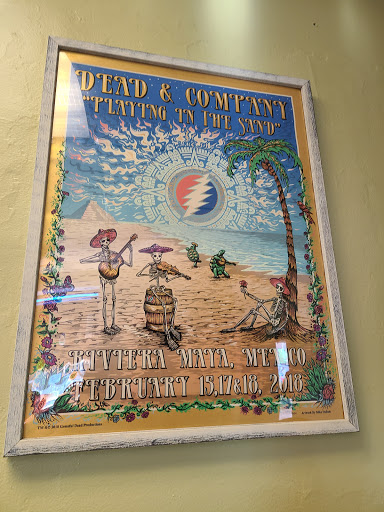 DEAD & COMPANY
"PLAYING IN THE SAND"
RIVIERA MAYA, MEXICO
FEBRUARY 15, 17 & 18, 2018